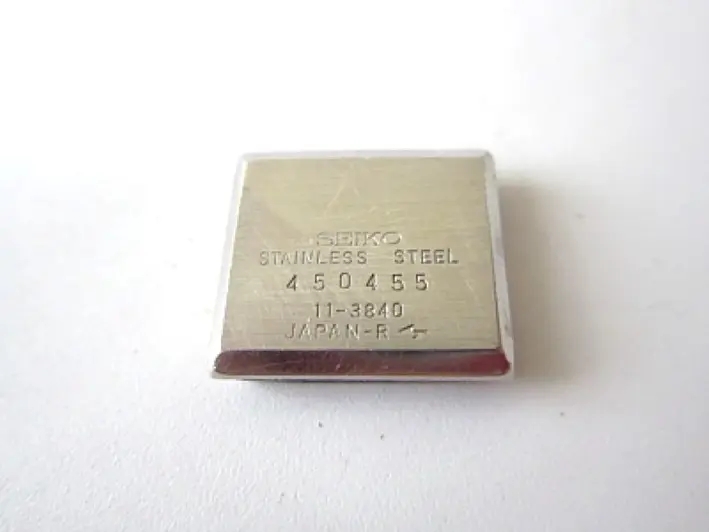 SEIKO
STAINLESS STEEL
450455
11-3840
JAPAN-R